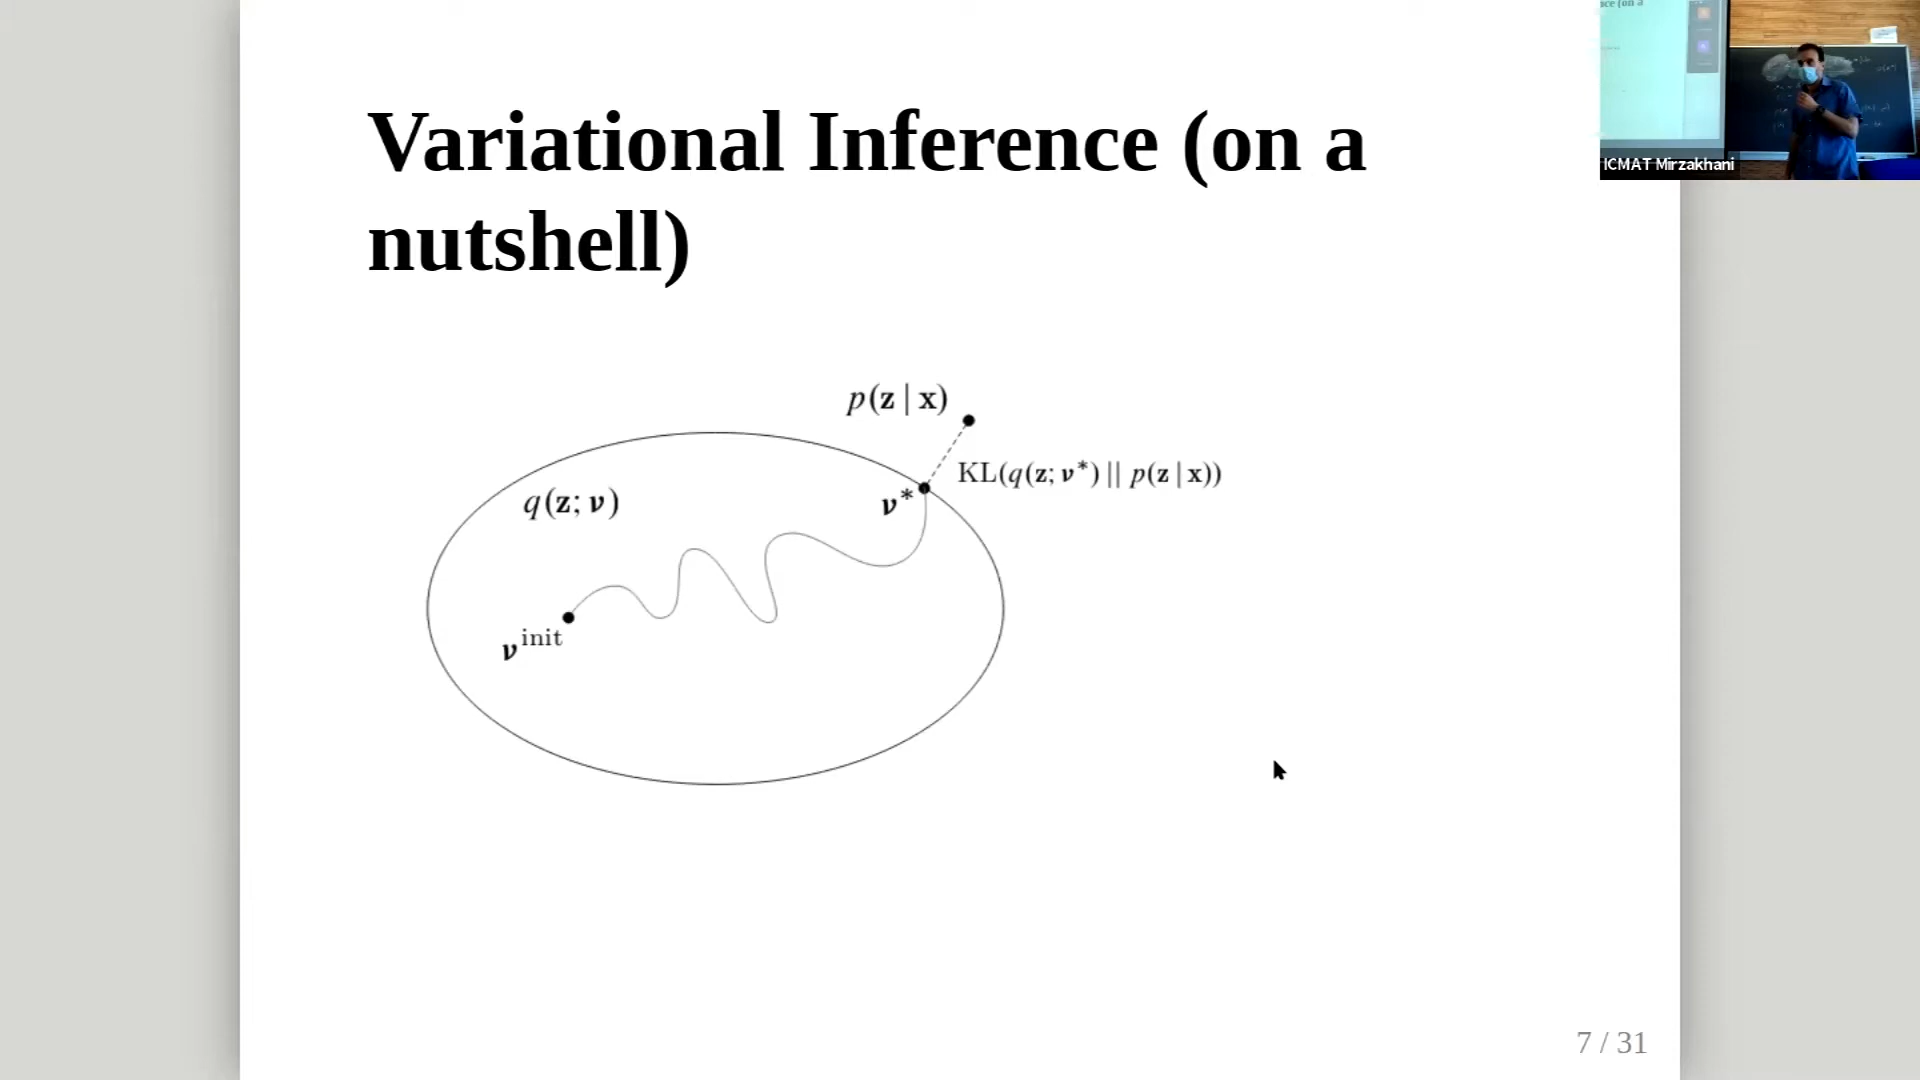 Variational Inference (on a
nutshell)
p(z | x)
KL(q(z; ν*) || p(z | x))
q(z; ν)
ν*
ν^init
7 / 31
ICMAT Mirzakhani